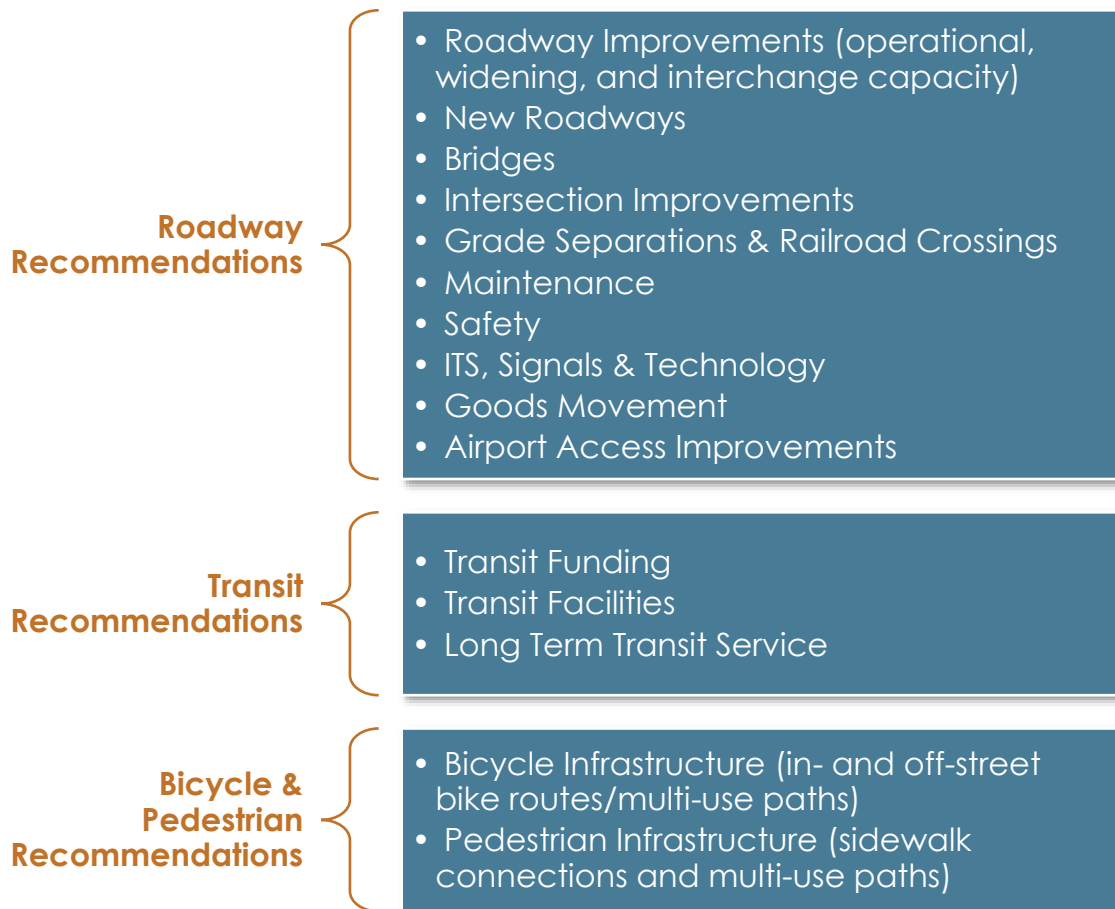 Roadway
Recommendations
• Roadway Improvements (operational,
widening, and interchange capacity)
• New Roadways
• Bridges
• Intersection Improvements
• Grade Separations & Railroad Crossings
• Maintenance
• Safety
• ITS, Signals & Technology
• Goods Movement
• Airport Access Improvements
Transit
Recommendations
• Transit Funding
• Transit Facilities
• Long Term Transit Service
Bicycle &
Pedestrian
Recommendations
• Bicycle Infrastructure (in- and off-street
bike routes/multi-use paths)
• Pedestrian Infrastructure (sidewalk
connections and multi-use paths)